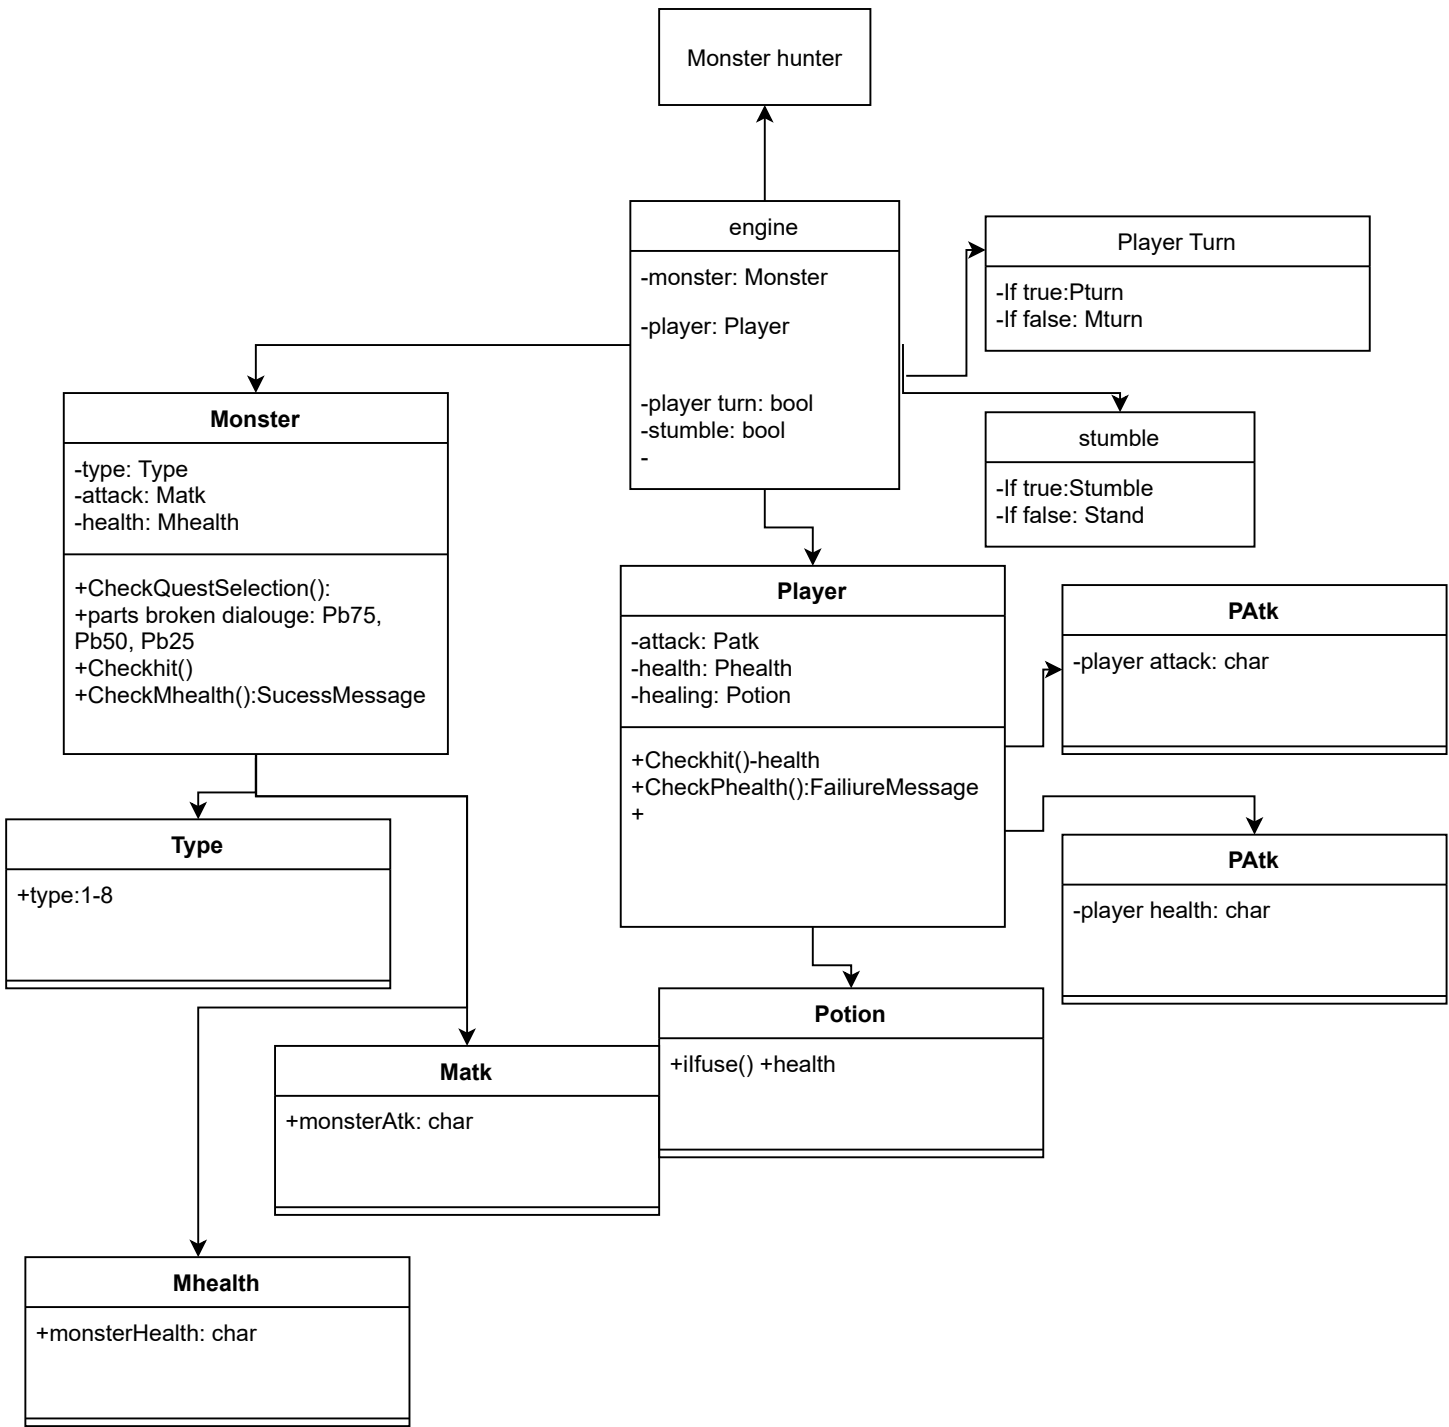 Monster hunter
engine
-monster: Monster
-player: Player
-player turn: bool
-stumble: bool
-
Player Turn
-If true:Pturn
-If false: Mturn
stumble
-If true:Stumble
-If false: Stand
Monster
-type: Type
-attack: Matk
-health: Mhealth
+CheckQuestSelection():
+parts broken dialouge: Pb75,
Pb50, Pb25
+Checkhit()
+CheckMhealth():SucessMessage
Player
-attack: Patk
-health: Phealth
-healing: Potion
+Checkhit()-health
+CheckPhealth():FailiureMessage
+
PAtk
-player attack: char
PAtk
-player health: char
Type
+type:1-8
Potion
+iIfuse() +health
Matk
+monsterAtk: char
Mhealth
+monsterHealth: char